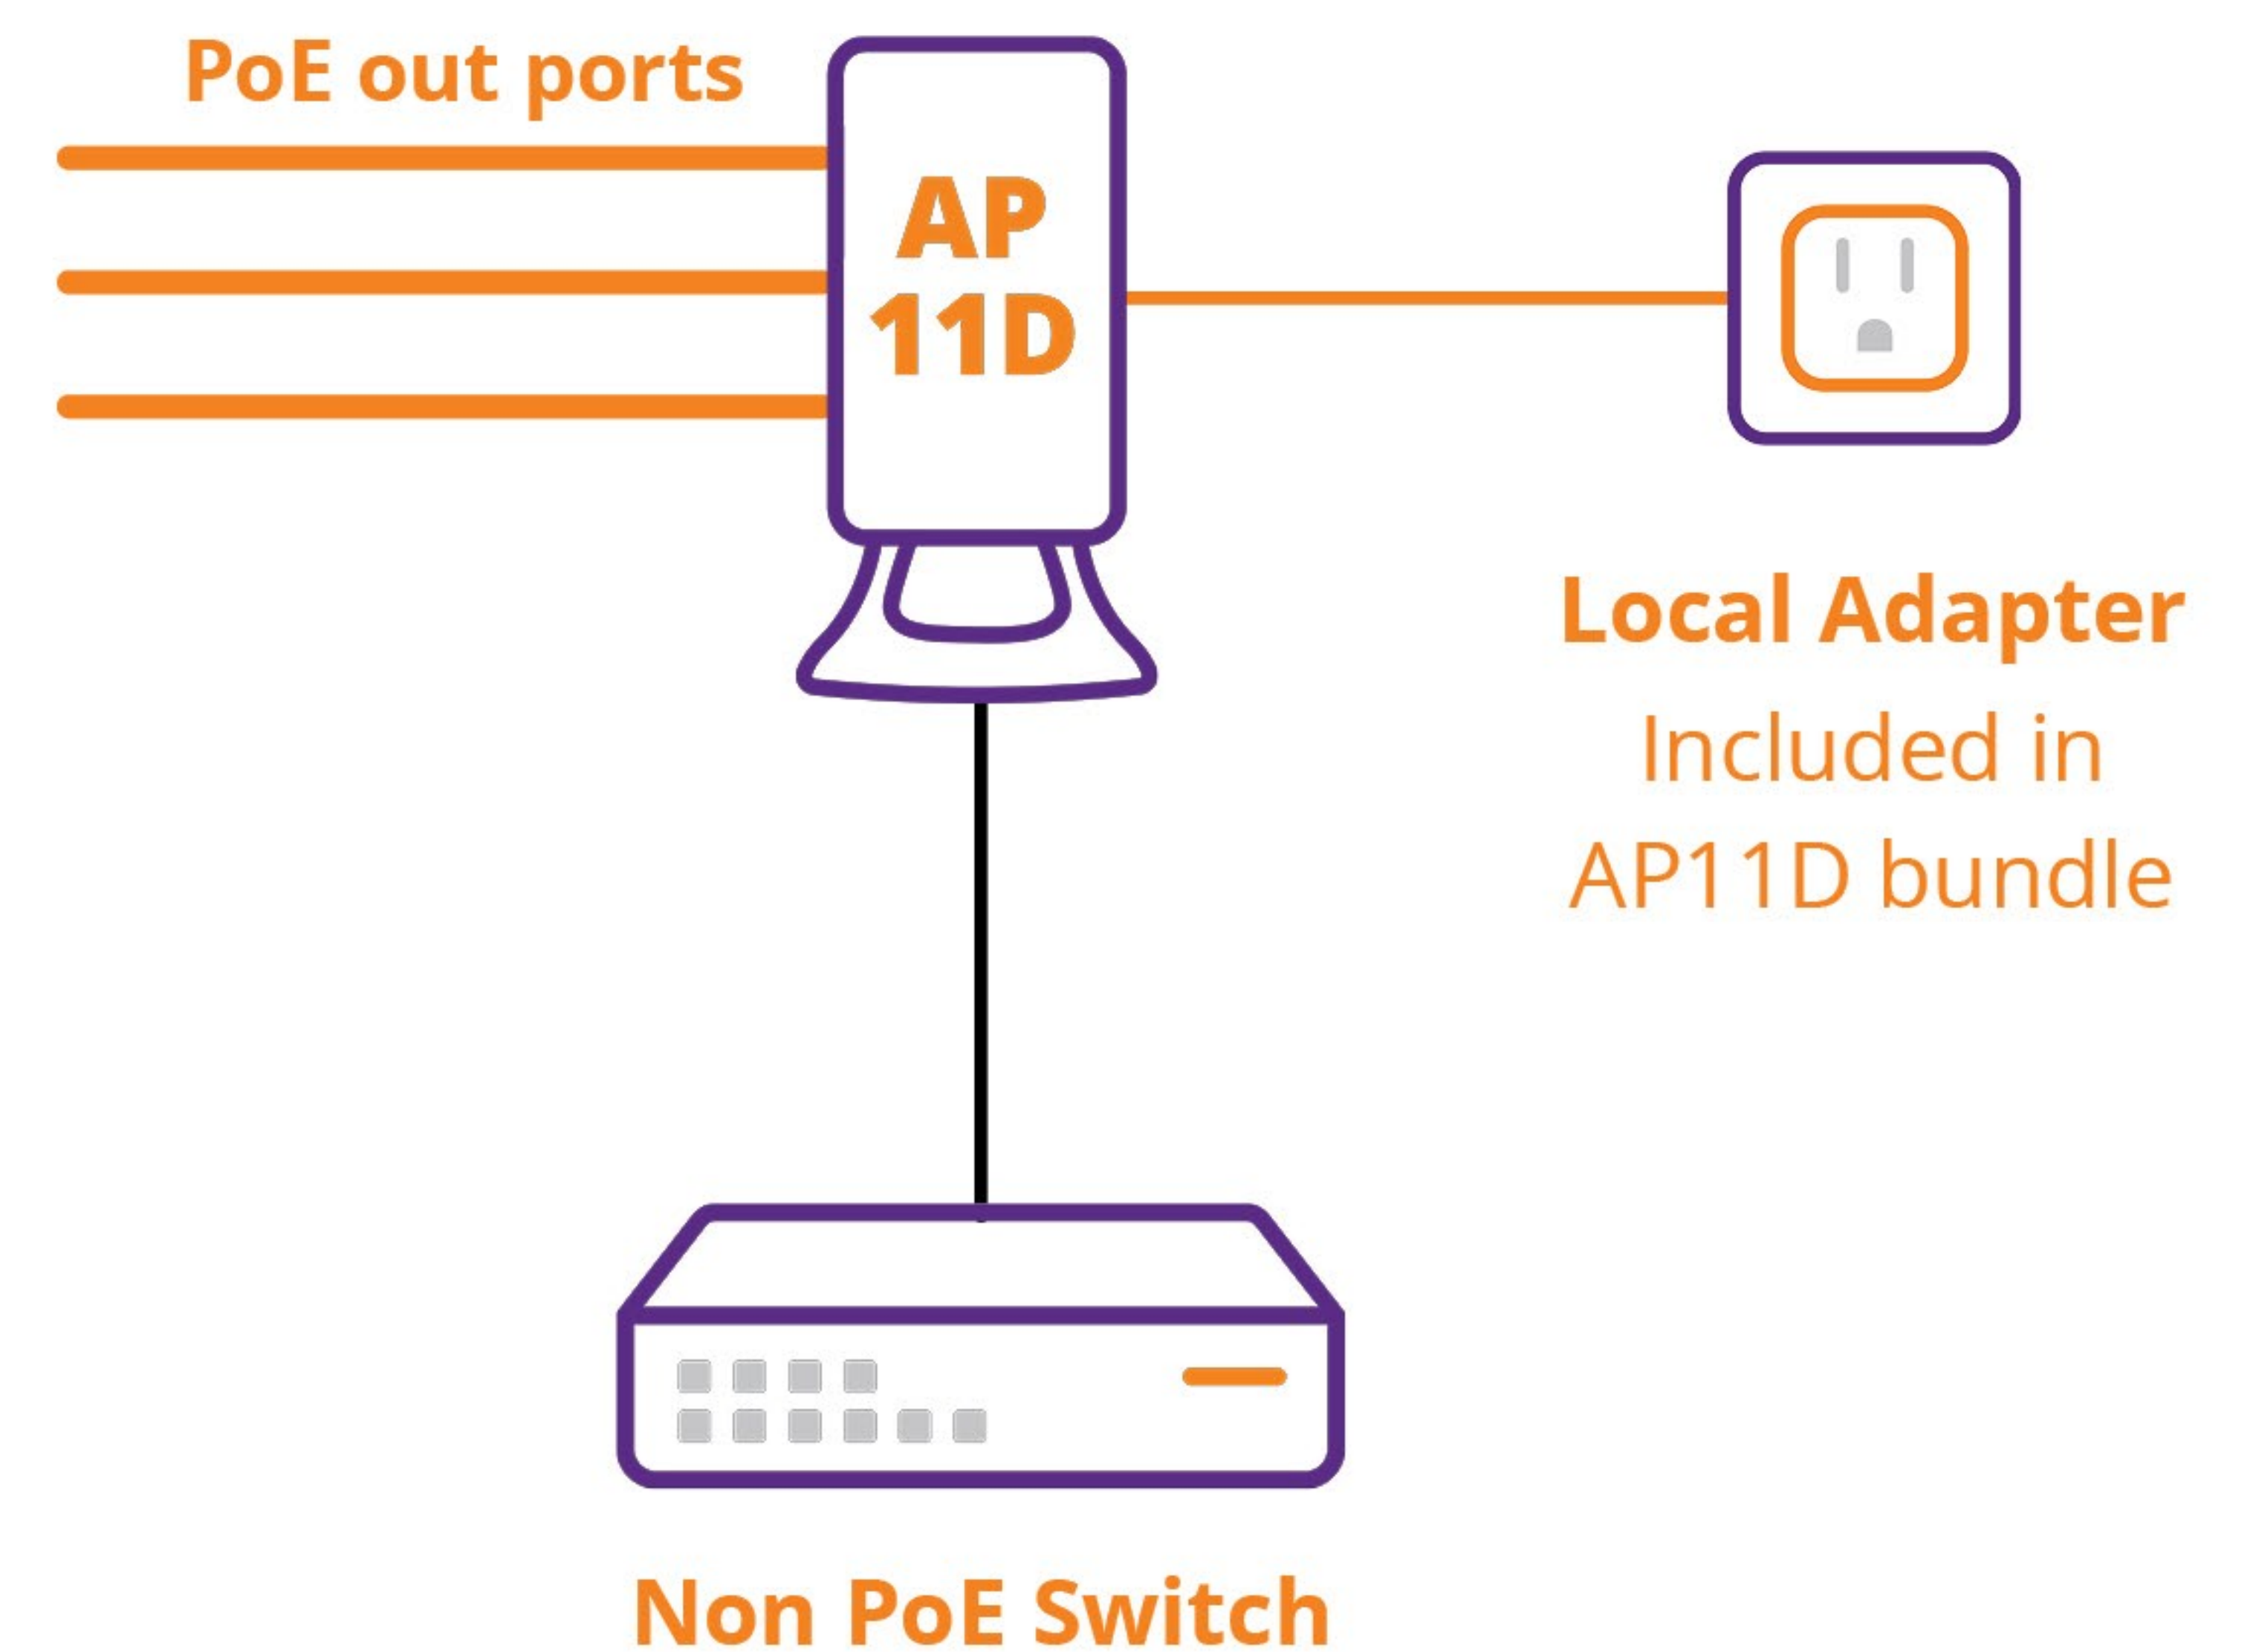 PoE out ports
AP
11D
Local Adapter
Included in
AP11D bundle
Non PoE Switch